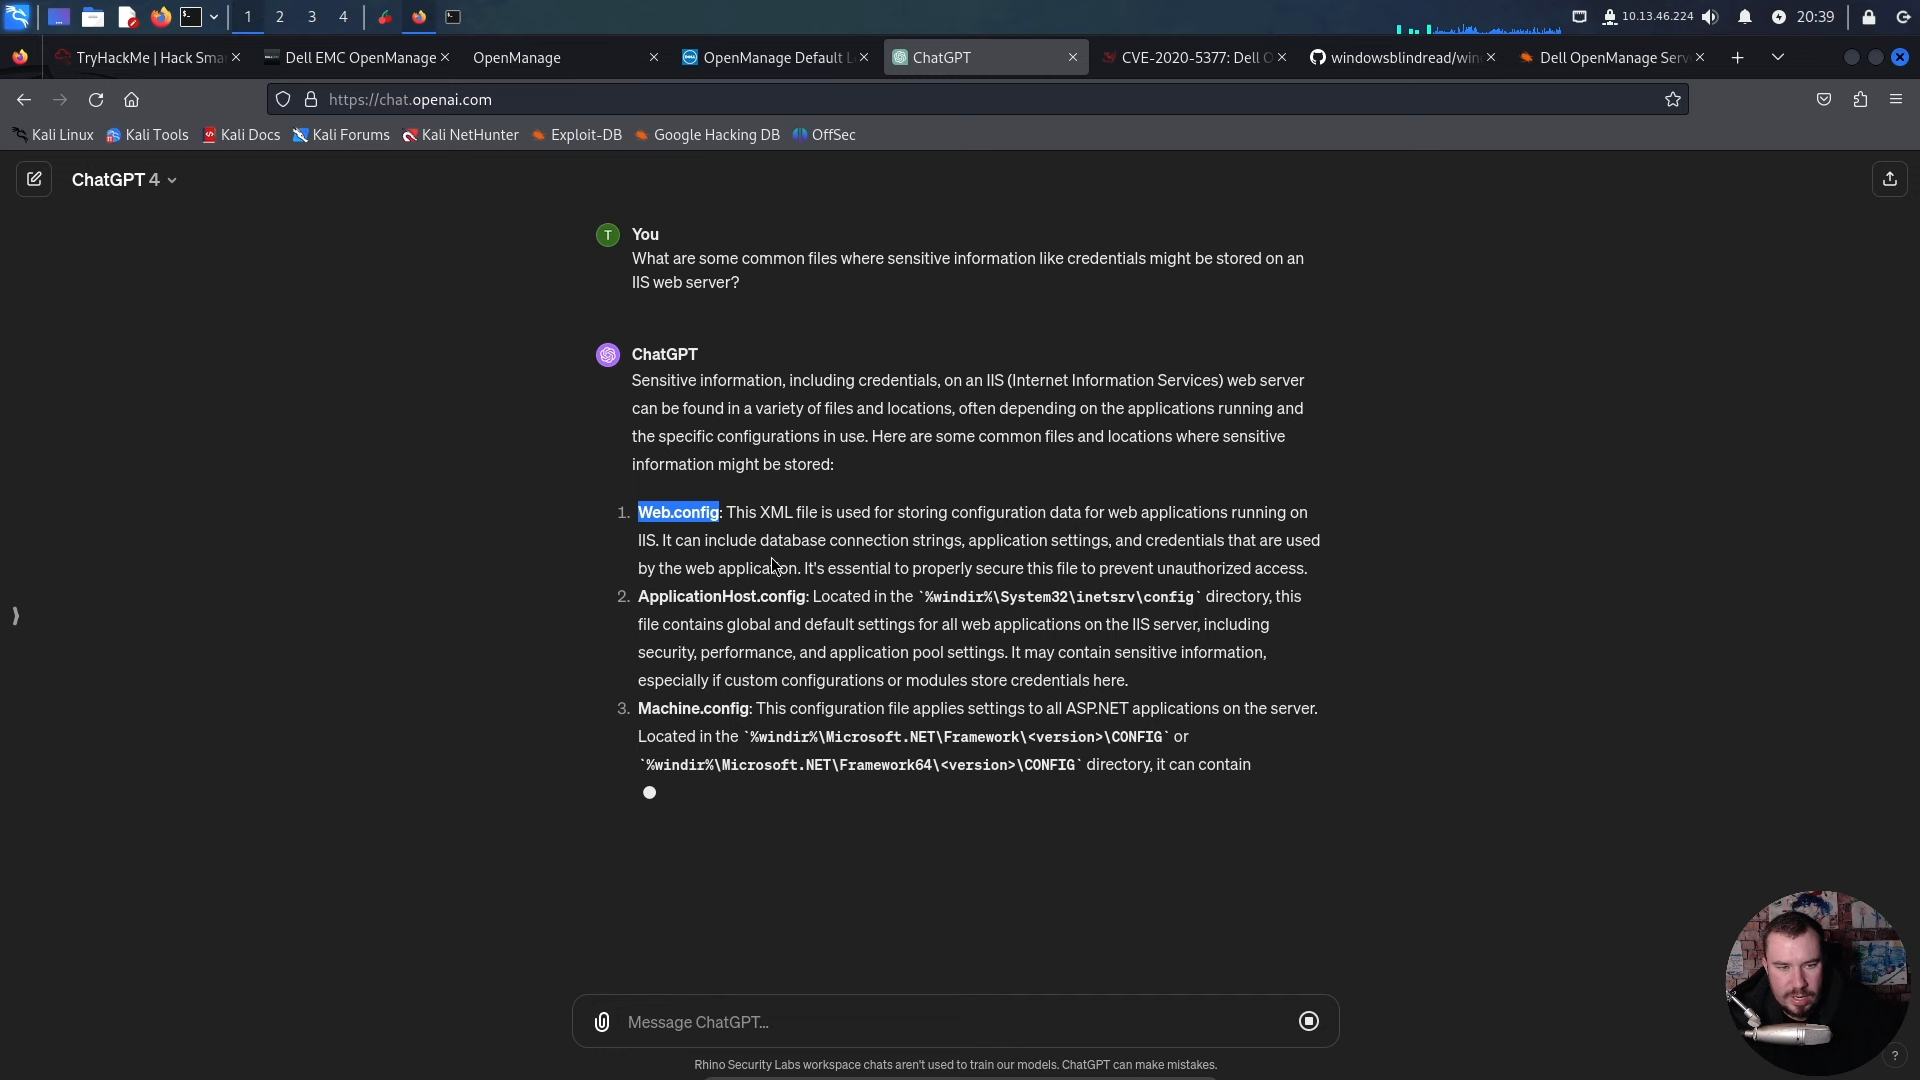 1 2 3 4 10.13.46.224 20:39
TryHackMe | Hack Sma Dell EMC OpenManage OpenManage OpenManage Default L ChatGPT CVE-2020-5377: Dell O windowsblindread/win Dell OpenManage Serv
https://chat.openai.com
Kali Linux Kali Tools Kali Docs Kali Forums Kali NetHunter Exploit-DB Google Hacking DB OffSec
ChatGPT 4
T You
What are some common files where sensitive information like credentials might be stored on an
IIS web server?
ChatGPT
Sensitive information, including credentials, on an IIS (Internet Information Services) web server
can be found in a variety of files and locations, often depending on the applications running and
the specific configurations in use. Here are some common files and locations where sensitive
information might be stored:
1. Web.config: This XML file is used for storing configuration data for web applications running on
IIS. It can include database connection strings, application settings, and credentials that are used
by the web application. It's essential to properly secure this file to prevent unauthorized access.
2. ApplicationHost.config: Located in the `%windir%\System32\inetsrv\config` directory, this
file contains global and default settings for all web applications on the IIS server, including
security, performance, and application pool settings. It may contain sensitive information,
especially if custom configurations or modules store credentials here.
3. Machine.config: This configuration file applies settings to all ASP.NET applications on the server.
Located in the `%windir%\Microsoft.NET\Framework\<version>\CONFIG` or
`%windir%\Microsoft.NET\Framework64\<version>\CONFIG` directory, it can contain
Message ChatGPT...
Rhino Security Labs workspace chats aren't used to train our models. ChatGPT can make mistakes.
?